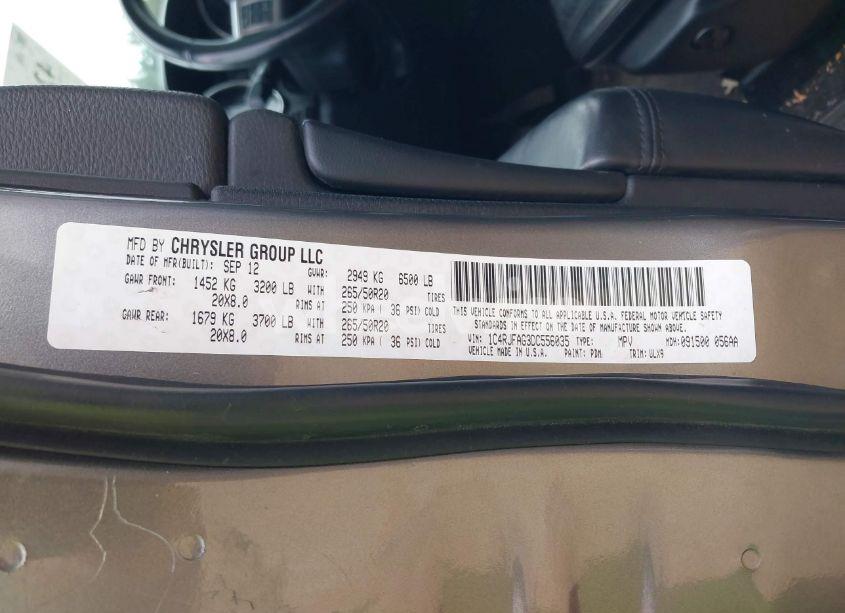 MFD BY CHRYSLER GROUP LLC
DATE OF MFR(BUILT): SEP 12 GVWR: 2949 KG 6500 LB
GAWR FRONT: 1452 KG 3200 LB WITH 265/50R20 TIRES
20X8.0 RIMS AT 250 KPA ( 36 PSI) COLD
GAWR REAR: 1679 KG 3700 LB WITH 265/50R20 TIRES
20X8.0 RIMS AT 250 KPA ( 36 PSI) COLD
THIS VEHICLE CONFORMS TO ALL APPLICABLE U.S.A. FEDERAL MOTOR VEHICLE SAFETY
STANDARDS IN EFFECT ON THE DATE OF MANUFACTURE SHOWN ABOVE.
VIN: 1C4RJFAG3DC556035 TYPE: MPV MDH: 091500 056AA
VEHICLE MADE IN U.S.A. PAINT: PDM TRIM: ULX9